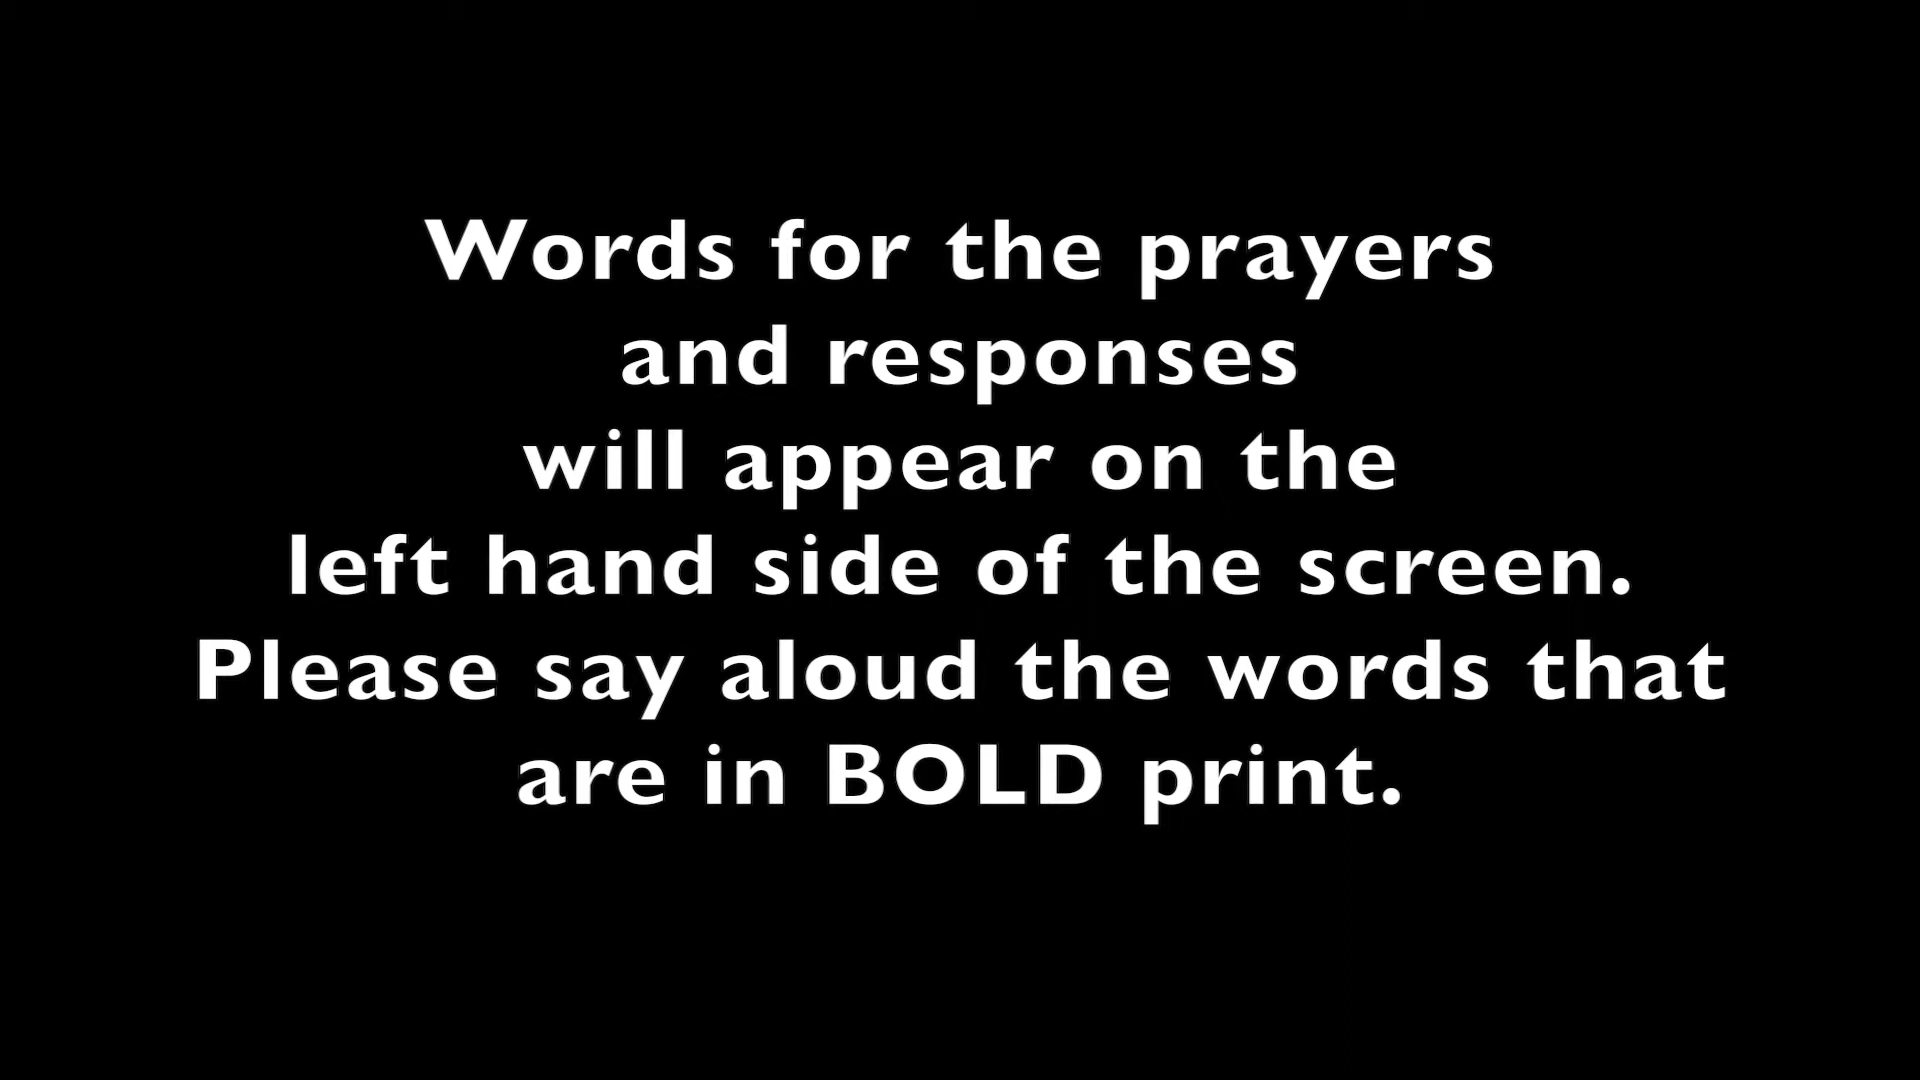 Words for the prayers
and responses
will appear on the
left hand side of the screen.
Please say aloud the words that
are in BOLD print.